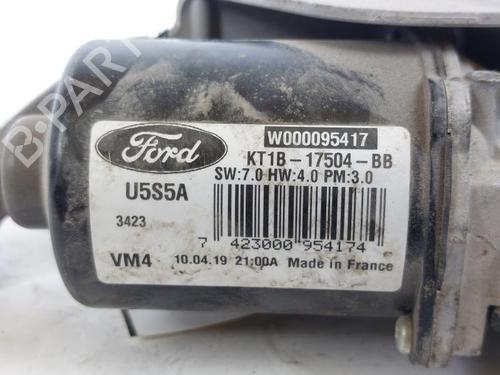 Ford
W000095417
KT1B-17504-BB
U5S5A
SW:7.0 HW:4.0 PM:3.0
3423
7 423000 954174
VM4 10.04.19 21:00A Made in France